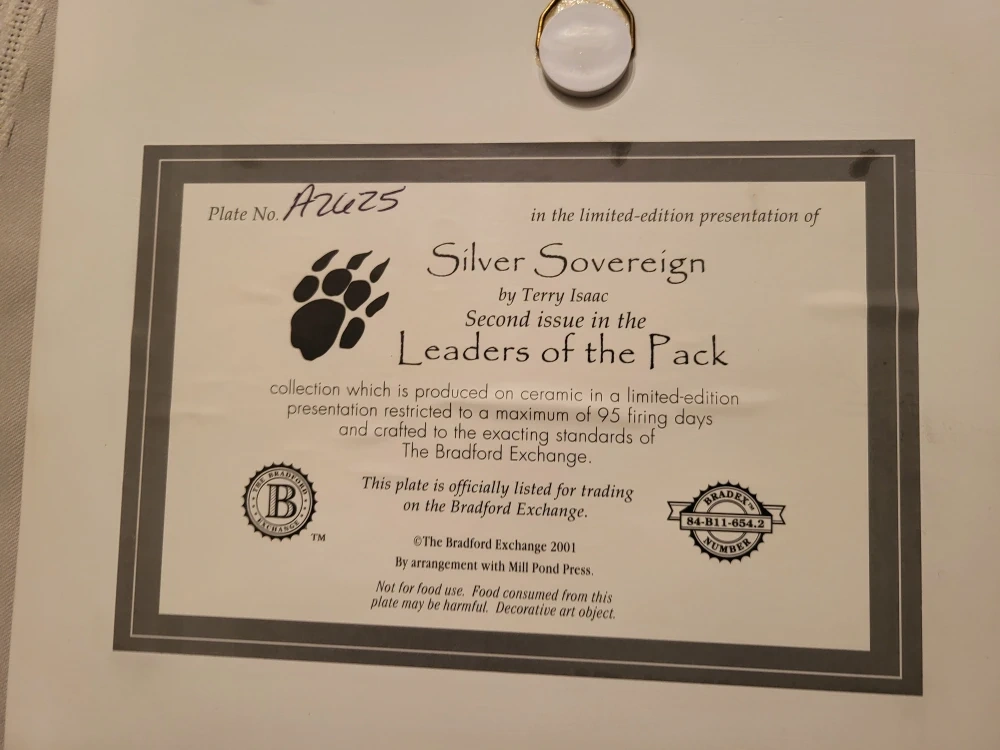 Plate No. A2625
in the limited-edition presentation of
Silver Sovereign
by Terry Isaac
Second issue in the
Leaders of the Pack
collection which is produced on ceramic in a limited-edition
presentation restricted to a maximum of 95 firing days
and crafted to the exacting standards of
The Bradford Exchange.
This plate is officially listed for trading
on the Bradford Exchange.
THE BRADFORD
B
EXCHANGE
TM
BRADEX™
84-B11-654.2
NUMBER
©The Bradford Exchange 2001
By arrangement with Mill Pond Press.
Not for food use. Food consumed from this
plate may be harmful. Decorative art object.